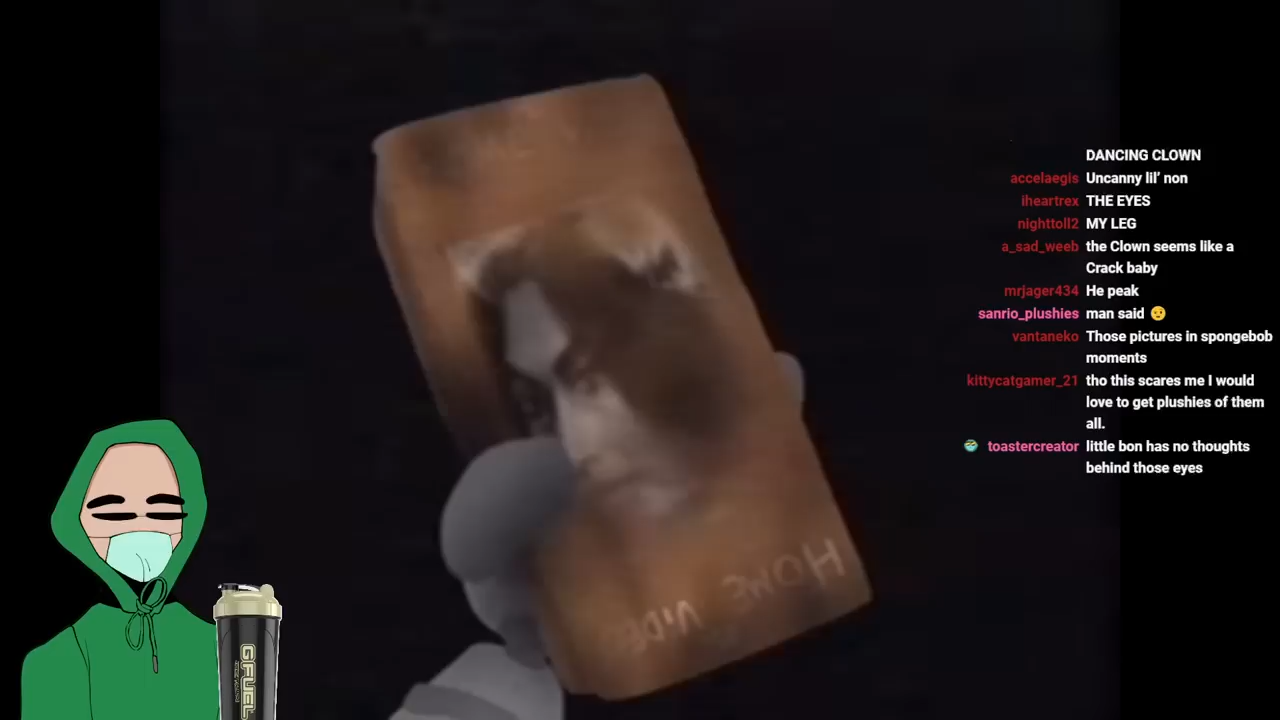 DANCING CLOWN
accelaegis Uncanny lil’ non
iheartrex THE EYES
nighttoll2 MY LEG
a_sad_weeb the Clown seems like a
Crack baby
mrjager434 He peak
sanrio_plushies man said 😥
vantaneko Those pictures in spongebob
moments
kittycatgamer_21 tho this scares me I would
love to get plushies of them
all.
toastercreator little bon has no thoughts
behind those eyes
HOME VIDE
GFUEL